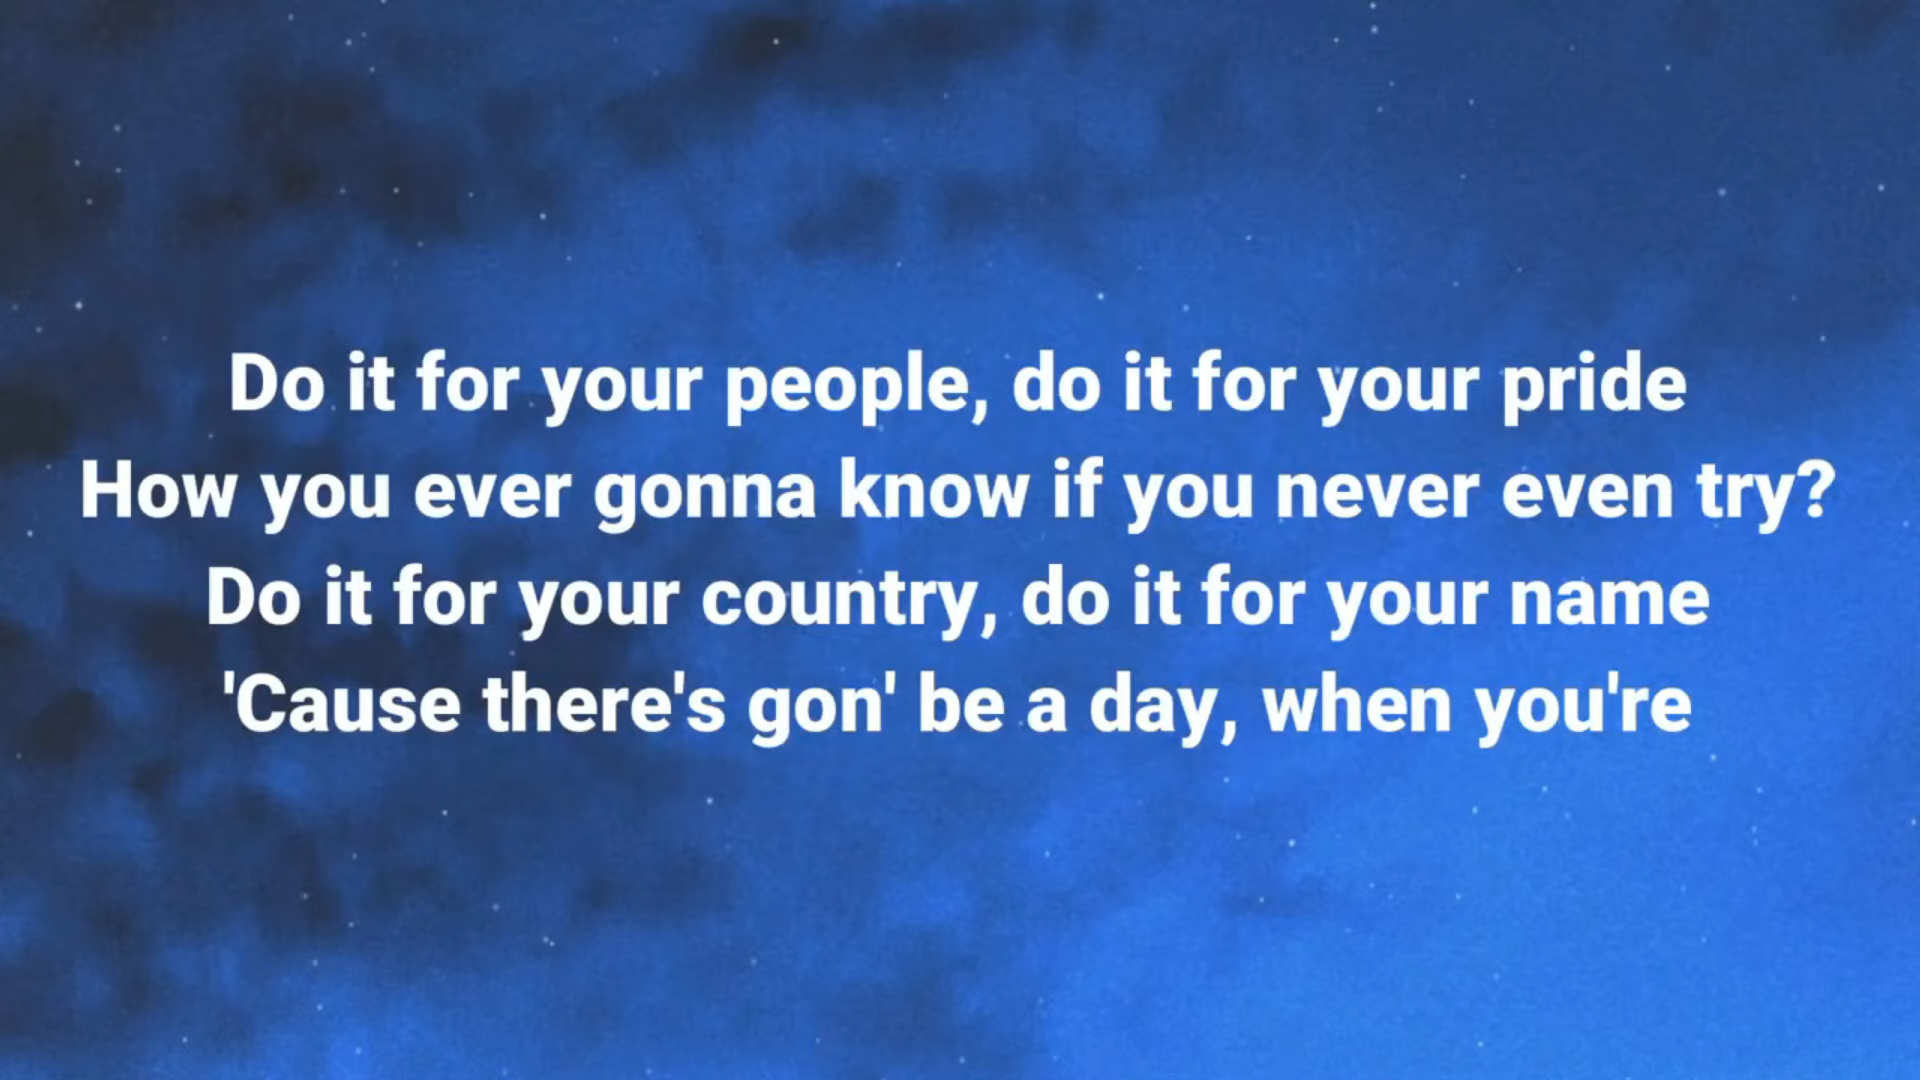 Do it for your people, do it for your pride
How you ever gonna know if you never even try?
Do it for your country, do it for your name
'Cause there's gon' be a day, when you're